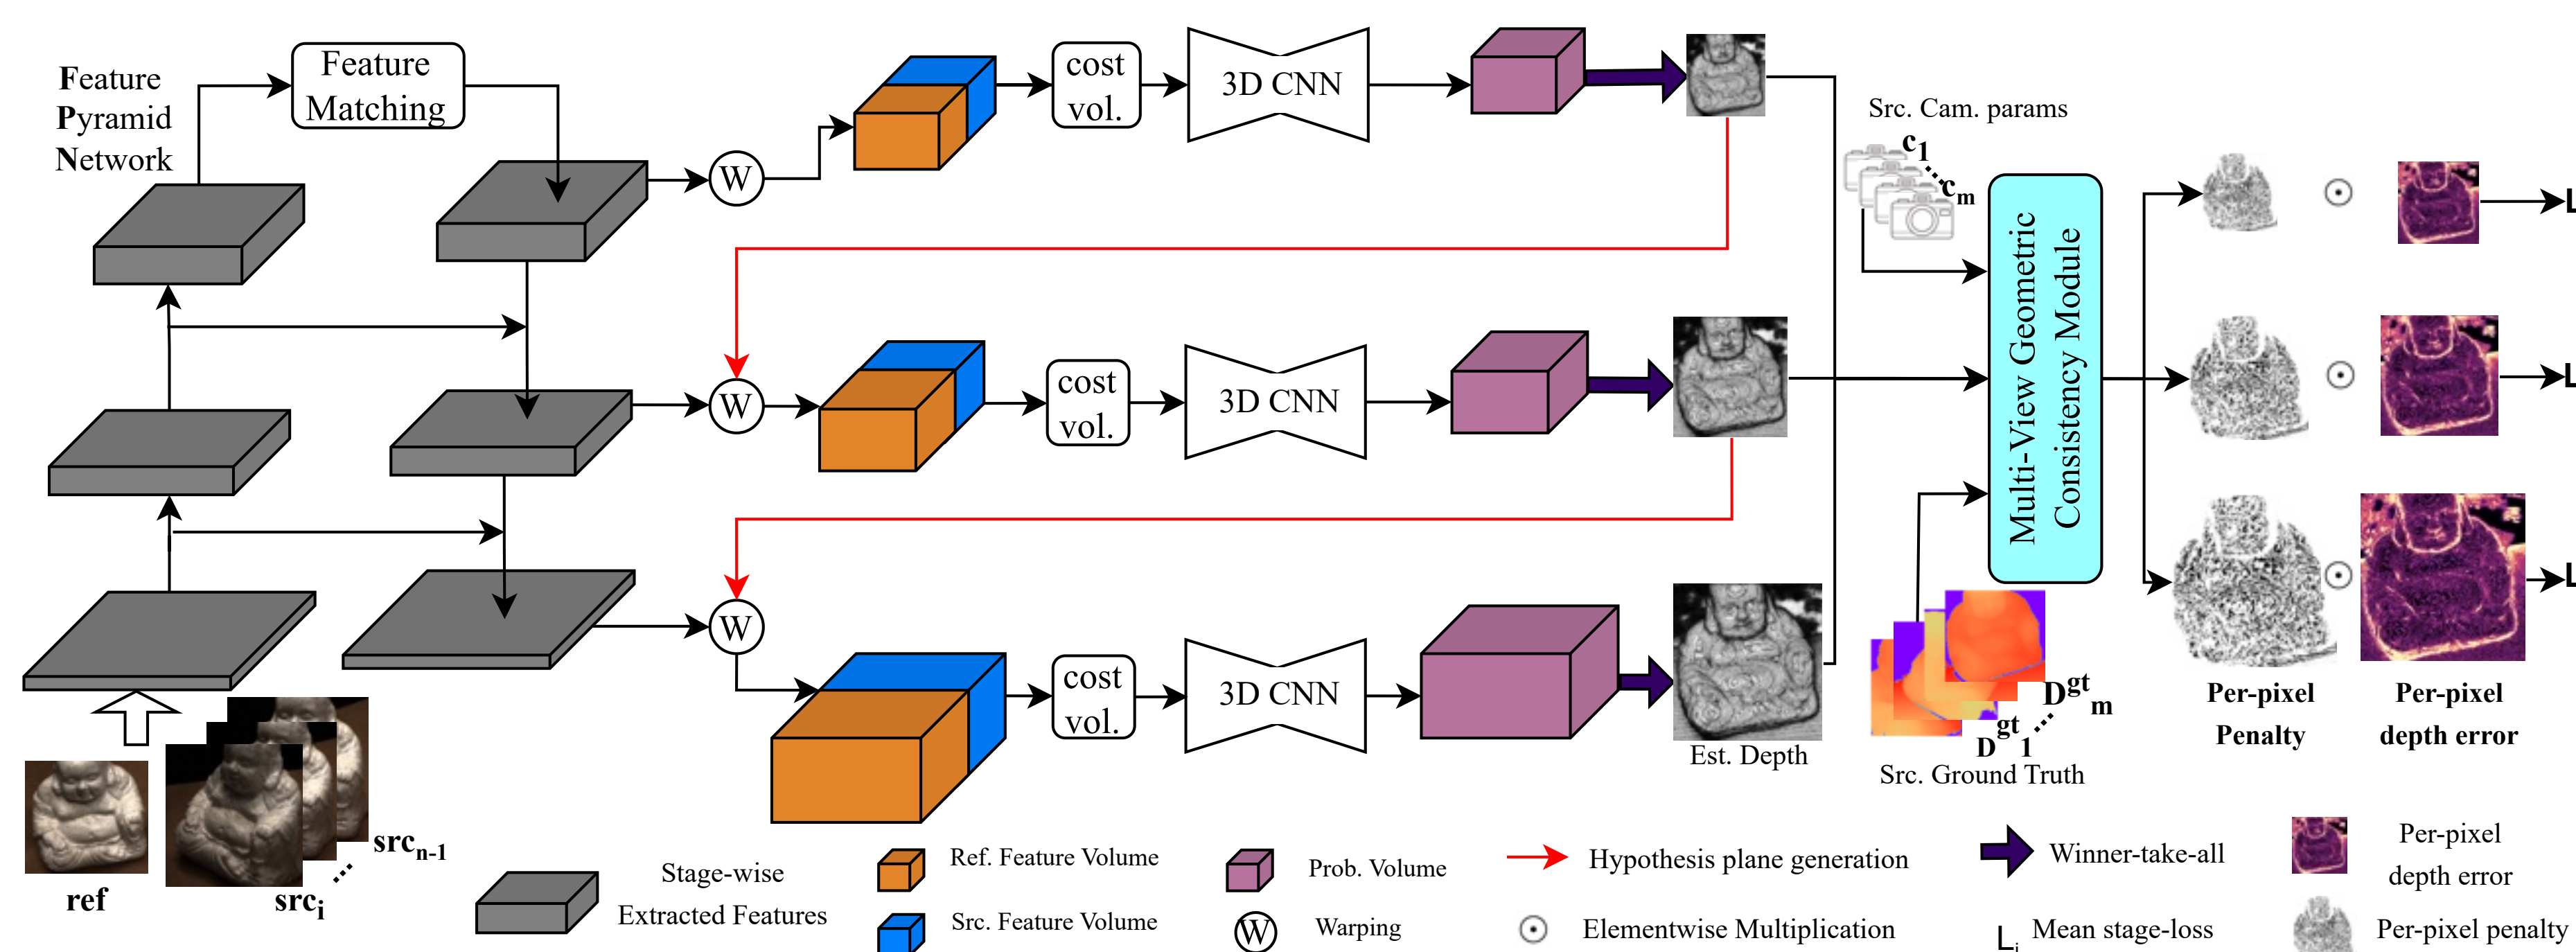 Feature
Pyramid
Network
Feature
Matching
W
cost
vol.
3D CNN
Src. Cam. params
c1
cm
L
W
cost
vol.
3D CNN
Multi-View Geometric
Consistency Module
L
W
cost
vol.
3D CNN
Est. Depth
Dgt1
Dgtm
Src. Ground Truth
Per-pixel
Penalty
Per-pixel
depth error
L
ref
srci
srcn-1
Stage-wise
Extracted Features
Ref. Feature Volume
Src. Feature Volume
Prob. Volume
W
Warping
Hypothesis plane generation
Elementwise Multiplication
Winner-take-all
Li Mean stage-loss
Per-pixel
depth error
Per-pixel penalty